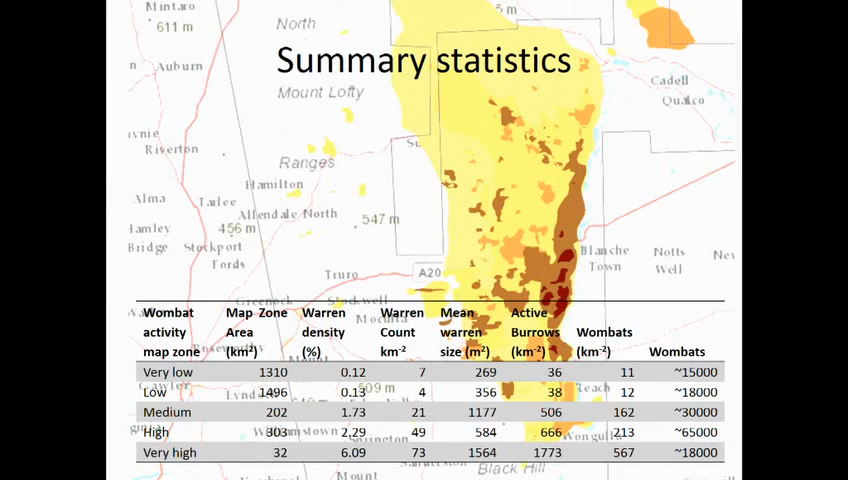 Mintaro
611 m
North
5 m
Auburn
Summary statistics
Cadell
Mount Lofty
Qualco
Riverton
Ranges
Hamilton
Alma
Tarlee
Allendale North
547 m
456 m
Bridge
Stockport
Fords
Blanche
Town
Notts
Well
Truro
A20
Wombat activity map zone Map Zone Area (km²) Warren density (%) Warren Count km-2 Mean warren size (m²) Active Burrows (km-2) Wombats (km-2) Wombats
Very low 1310 0.12 7 269 36 11 ~15000
Low 1496 0.13 4 356 38 12 ~18000
Medium 202 1.73 21 1177 506 162 ~30000
High 303 2.29 49 584 666 213 ~65000
Very high 32 6.09 73 1564 1773 567 ~18000
Reach
Mount
Black Hill